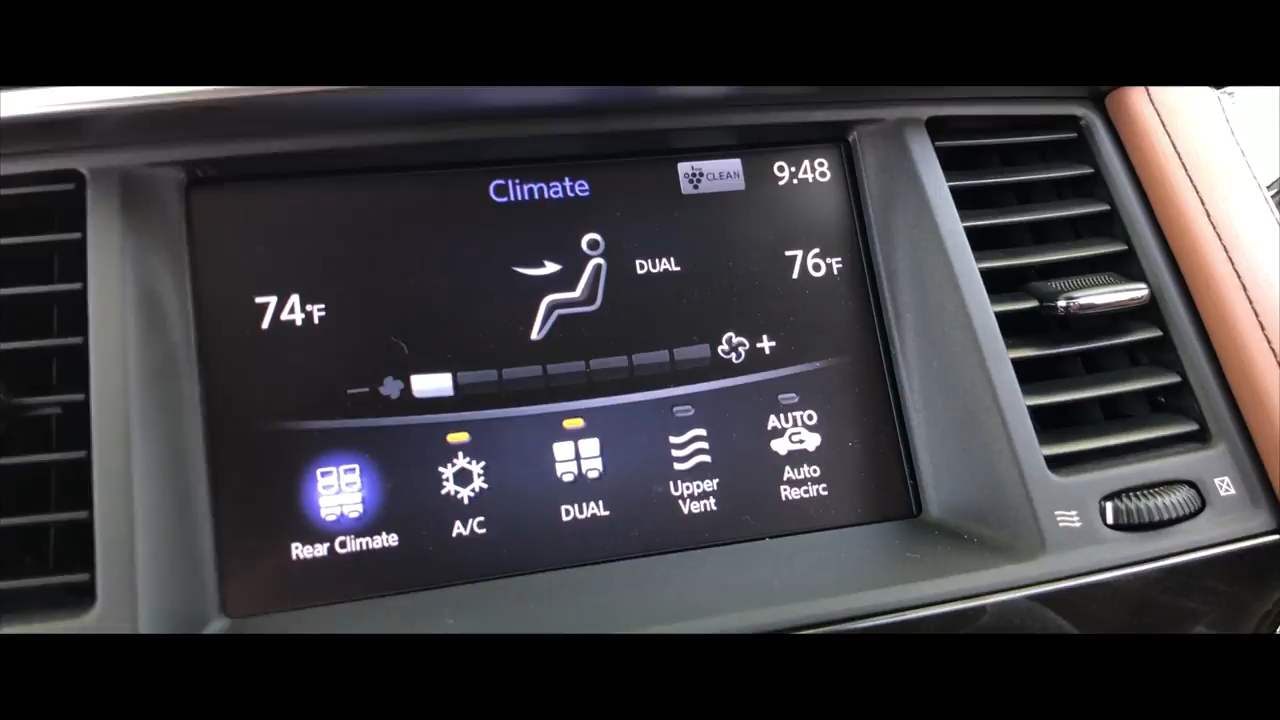 Climate
CLEAN
9:48
DUAL
74°F
76°F
- +
Rear Climate
A/C
DUAL
Upper
Vent
AUTO
Auto
Recirc